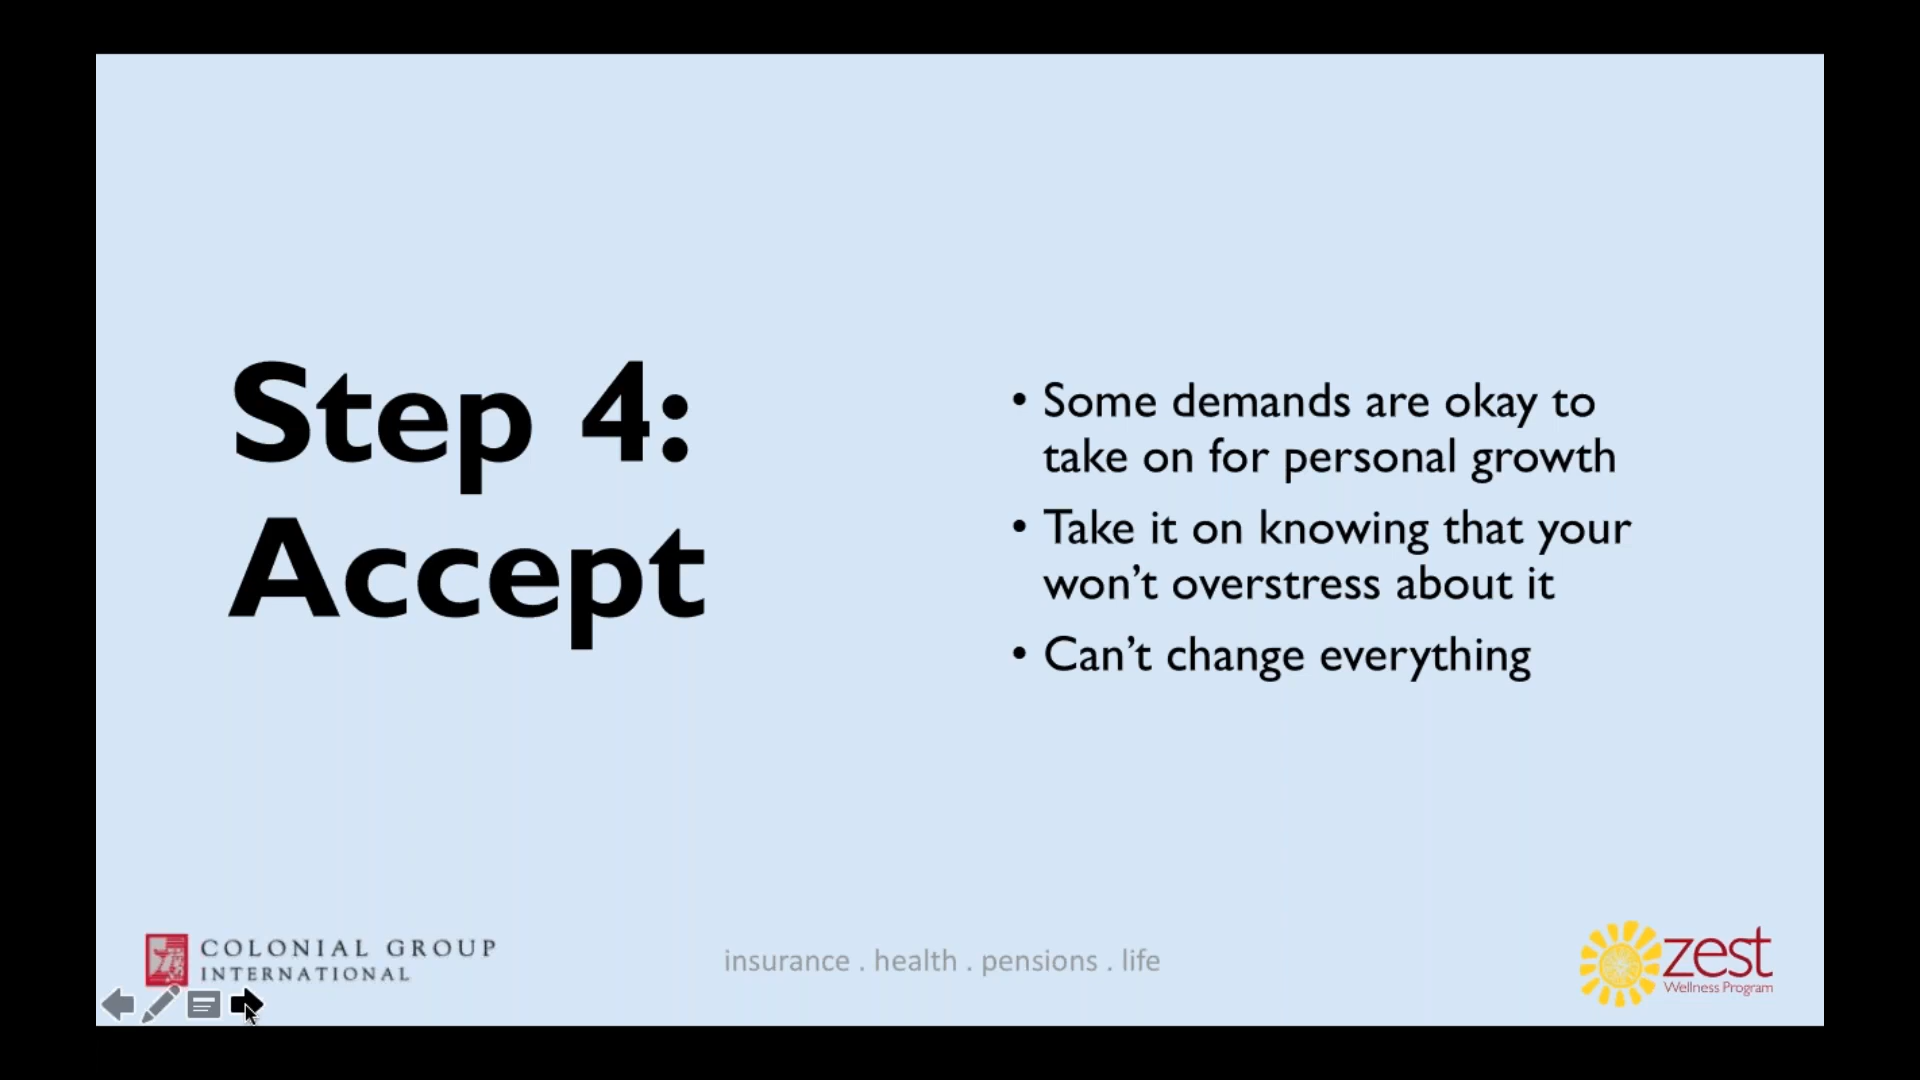 Step 4:
Accept
• Some demands are okay to
take on for personal growth
• Take it on knowing that your
won’t overstress about it
• Can’t change everything
COLONIAL GROUP
INTERNATIONAL
insurance . health . pensions . life
zest
Wellness Program